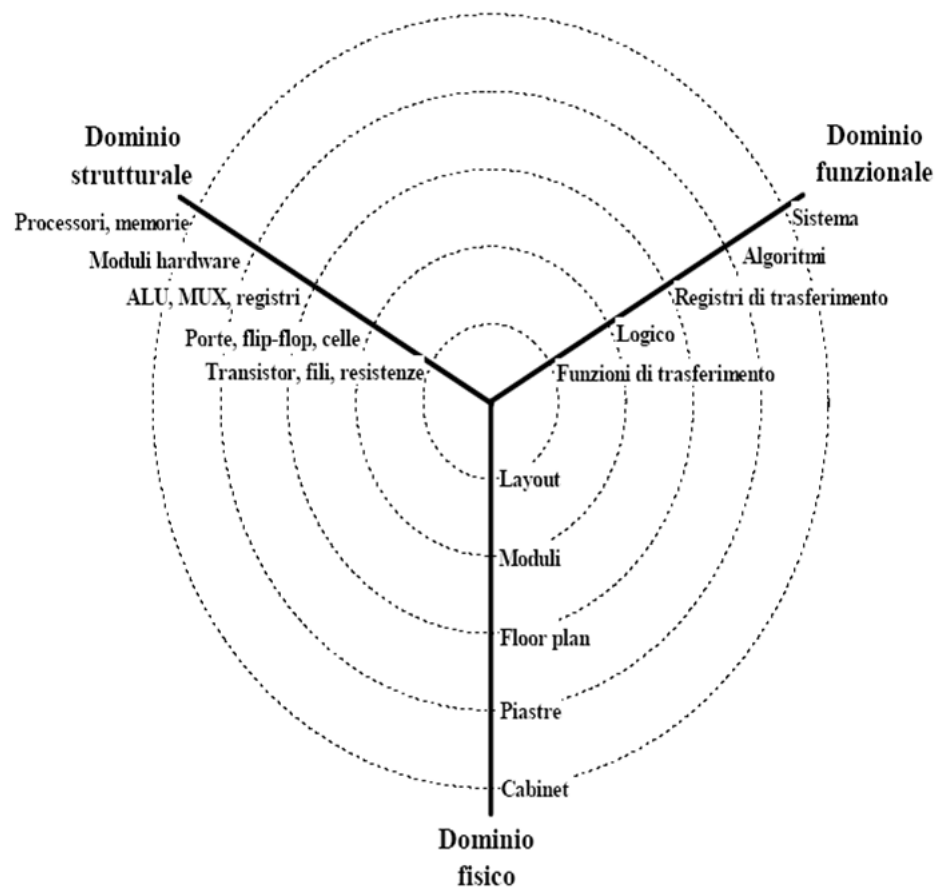 Dominio
strutturale
Processori, memorie
Moduli hardware
ALU, MUX, registri
Porte, flip-flop, celle
Transistor, fili, resistenze
Dominio
funzionale
Sistema
Algoritmi
Registri di trasferimento
Logico
Funzioni di trasferimento
Layout
Moduli
Floor plan
Piastre
Cabinet
Dominio
fisico